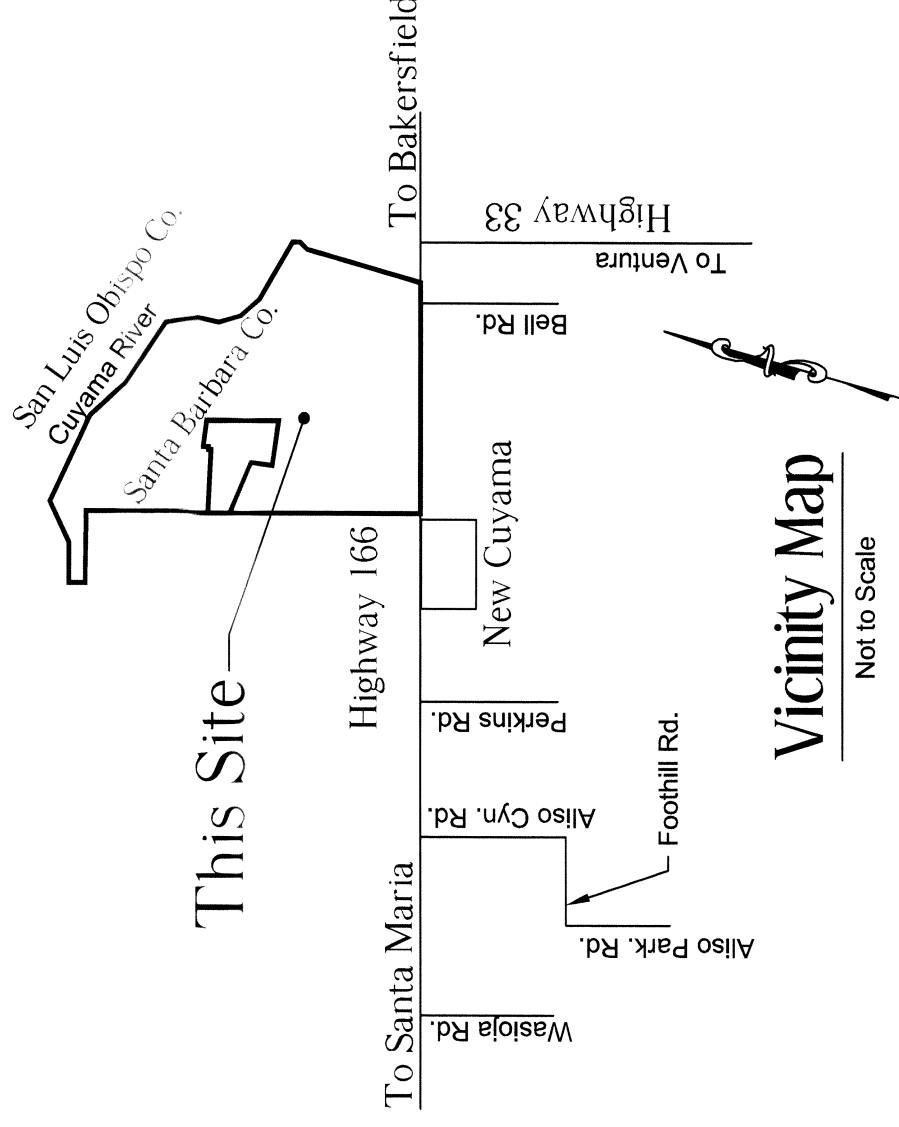 San Luis Obispo Co.
Cuyama River
Santa Barbara Co.
This Site
Highway 166
To Santa Maria
To Bakersfield
Wasioja Rd.
Aliso Park. Rd.
Foothill Rd.
Aliso Cyn. Rd.
Perkins Rd.
New Cuyama
Bell Rd.
To Ventura
Highway 33
Vicinity Map
Not to Scale